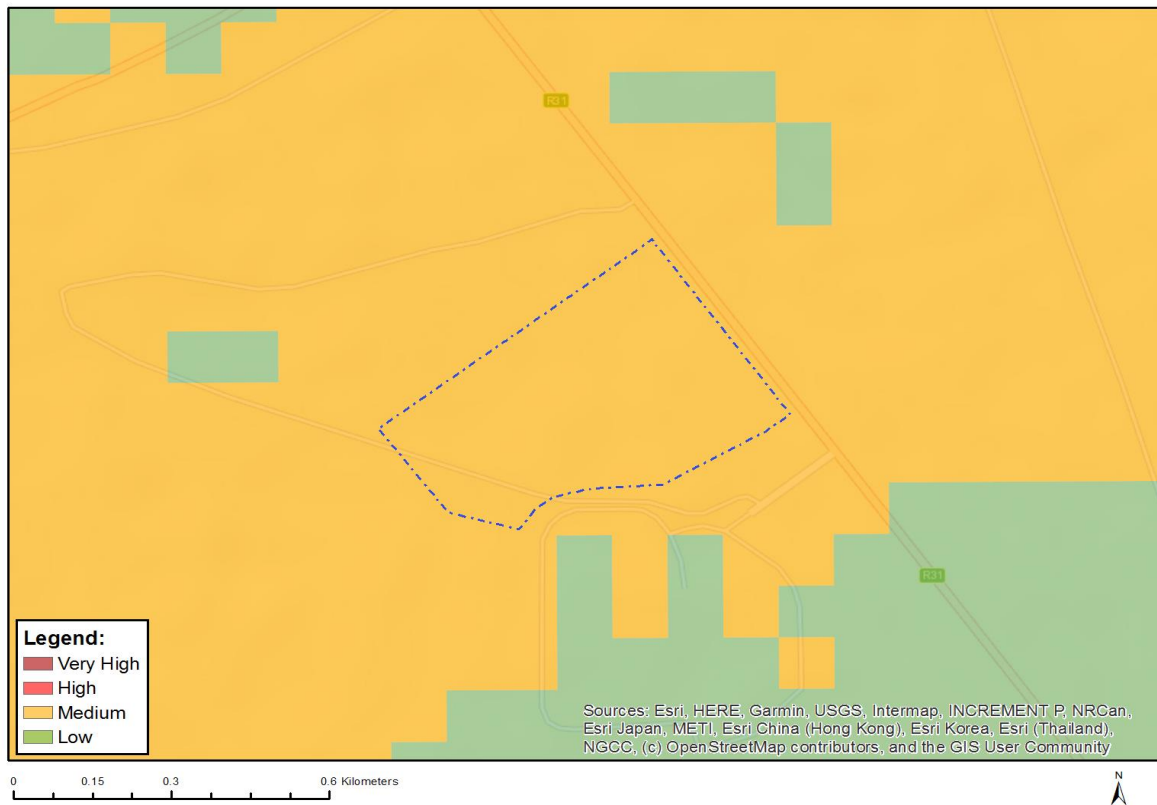 R31
R31
Legend:
Very High
High
Medium
Low
Sources: Esri, HERE, Garmin, USGS, Intermap, INCREMENT P, NRCan,
Esri Japan, METI, Esri China (Hong Kong), Esri Korea, Esri (Thailand),
NGCC, (c) OpenStreetMap contributors, and the GIS User Community
0 0.15 0.3 0.6 Kilometers
N